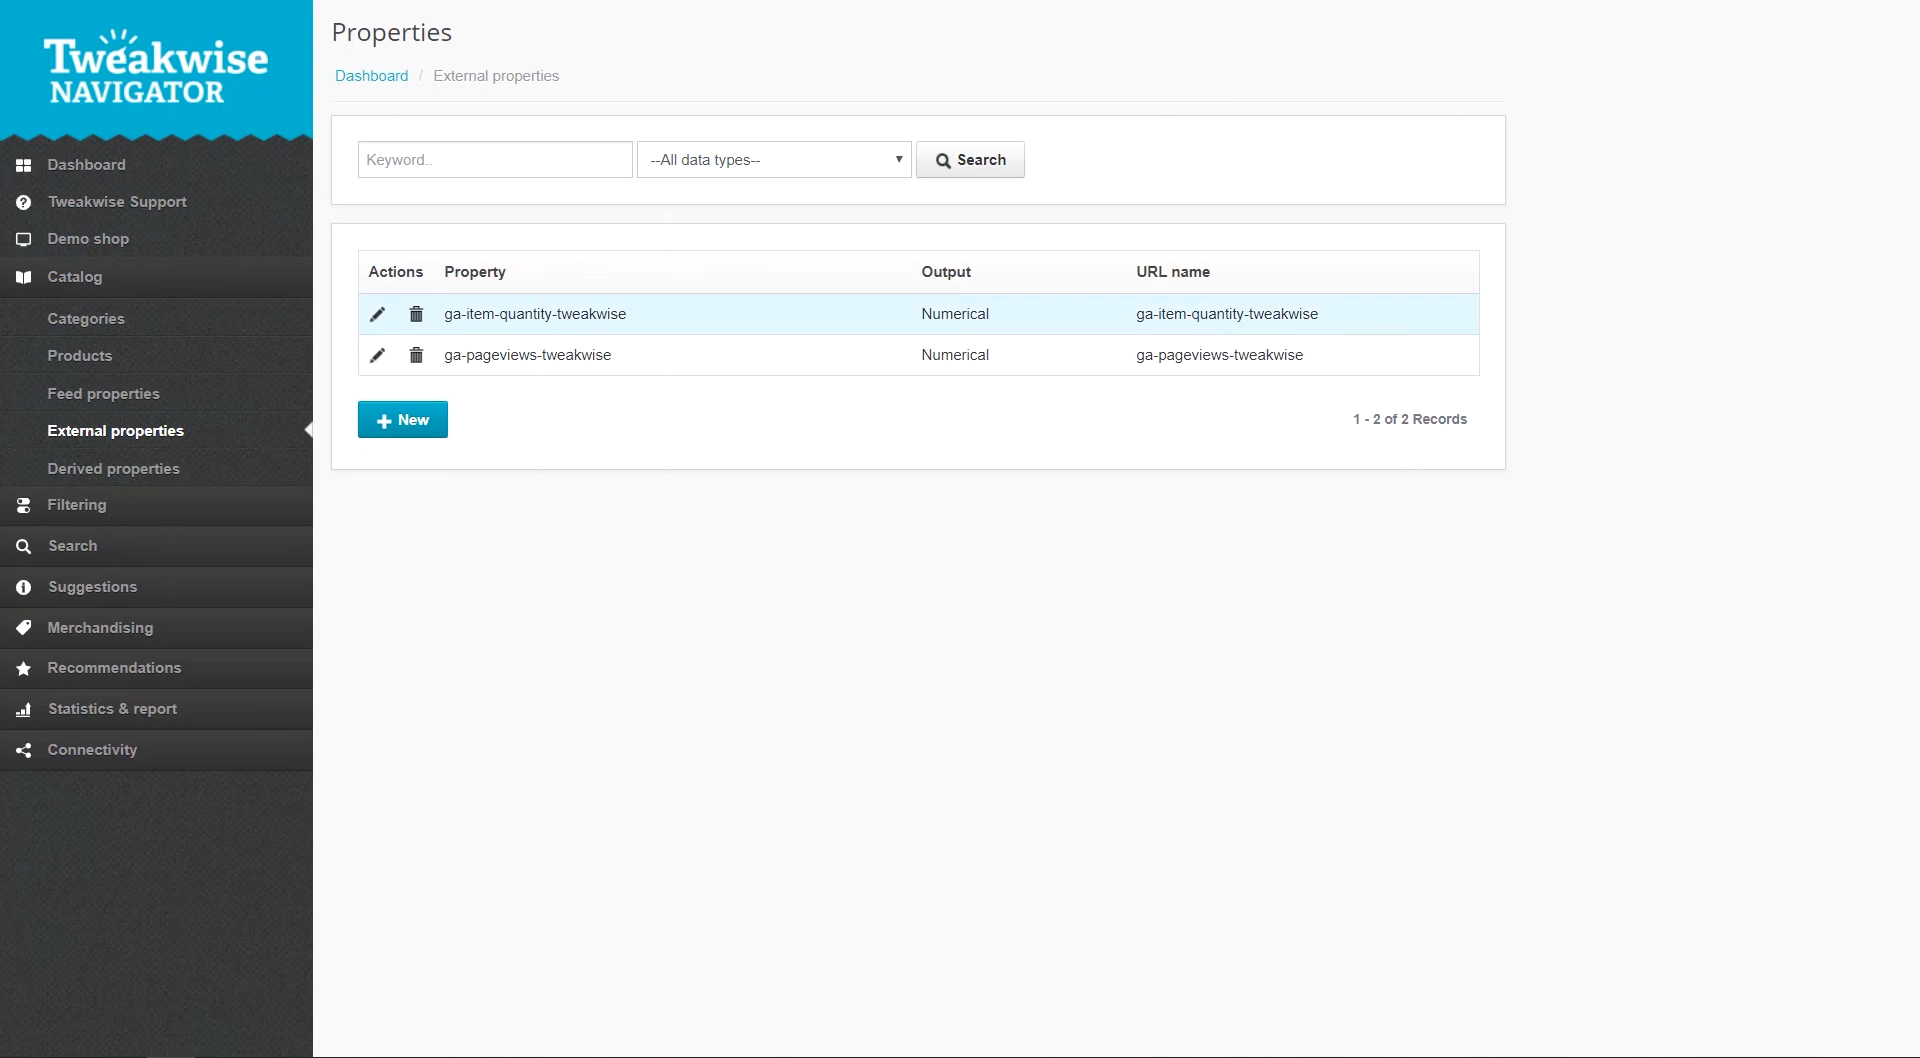 Tweakwise
NAVIGATOR
Dashboard
Tweakwise Support
Demo shop
Catalog
Categories
Products
Feed properties
External properties
Derived properties
Filtering
Search
Suggestions
Merchandising
Recommendations
Statistics & report
Connectivity
Properties
Dashboard / External properties
Keyword.. --All data types-- Search
Actions Property Output URL name
ga-item-quantity-tweakwise Numerical ga-item-quantity-tweakwise
ga-pageviews-tweakwise Numerical ga-pageviews-tweakwise
New 1 - 2 of 2 Records